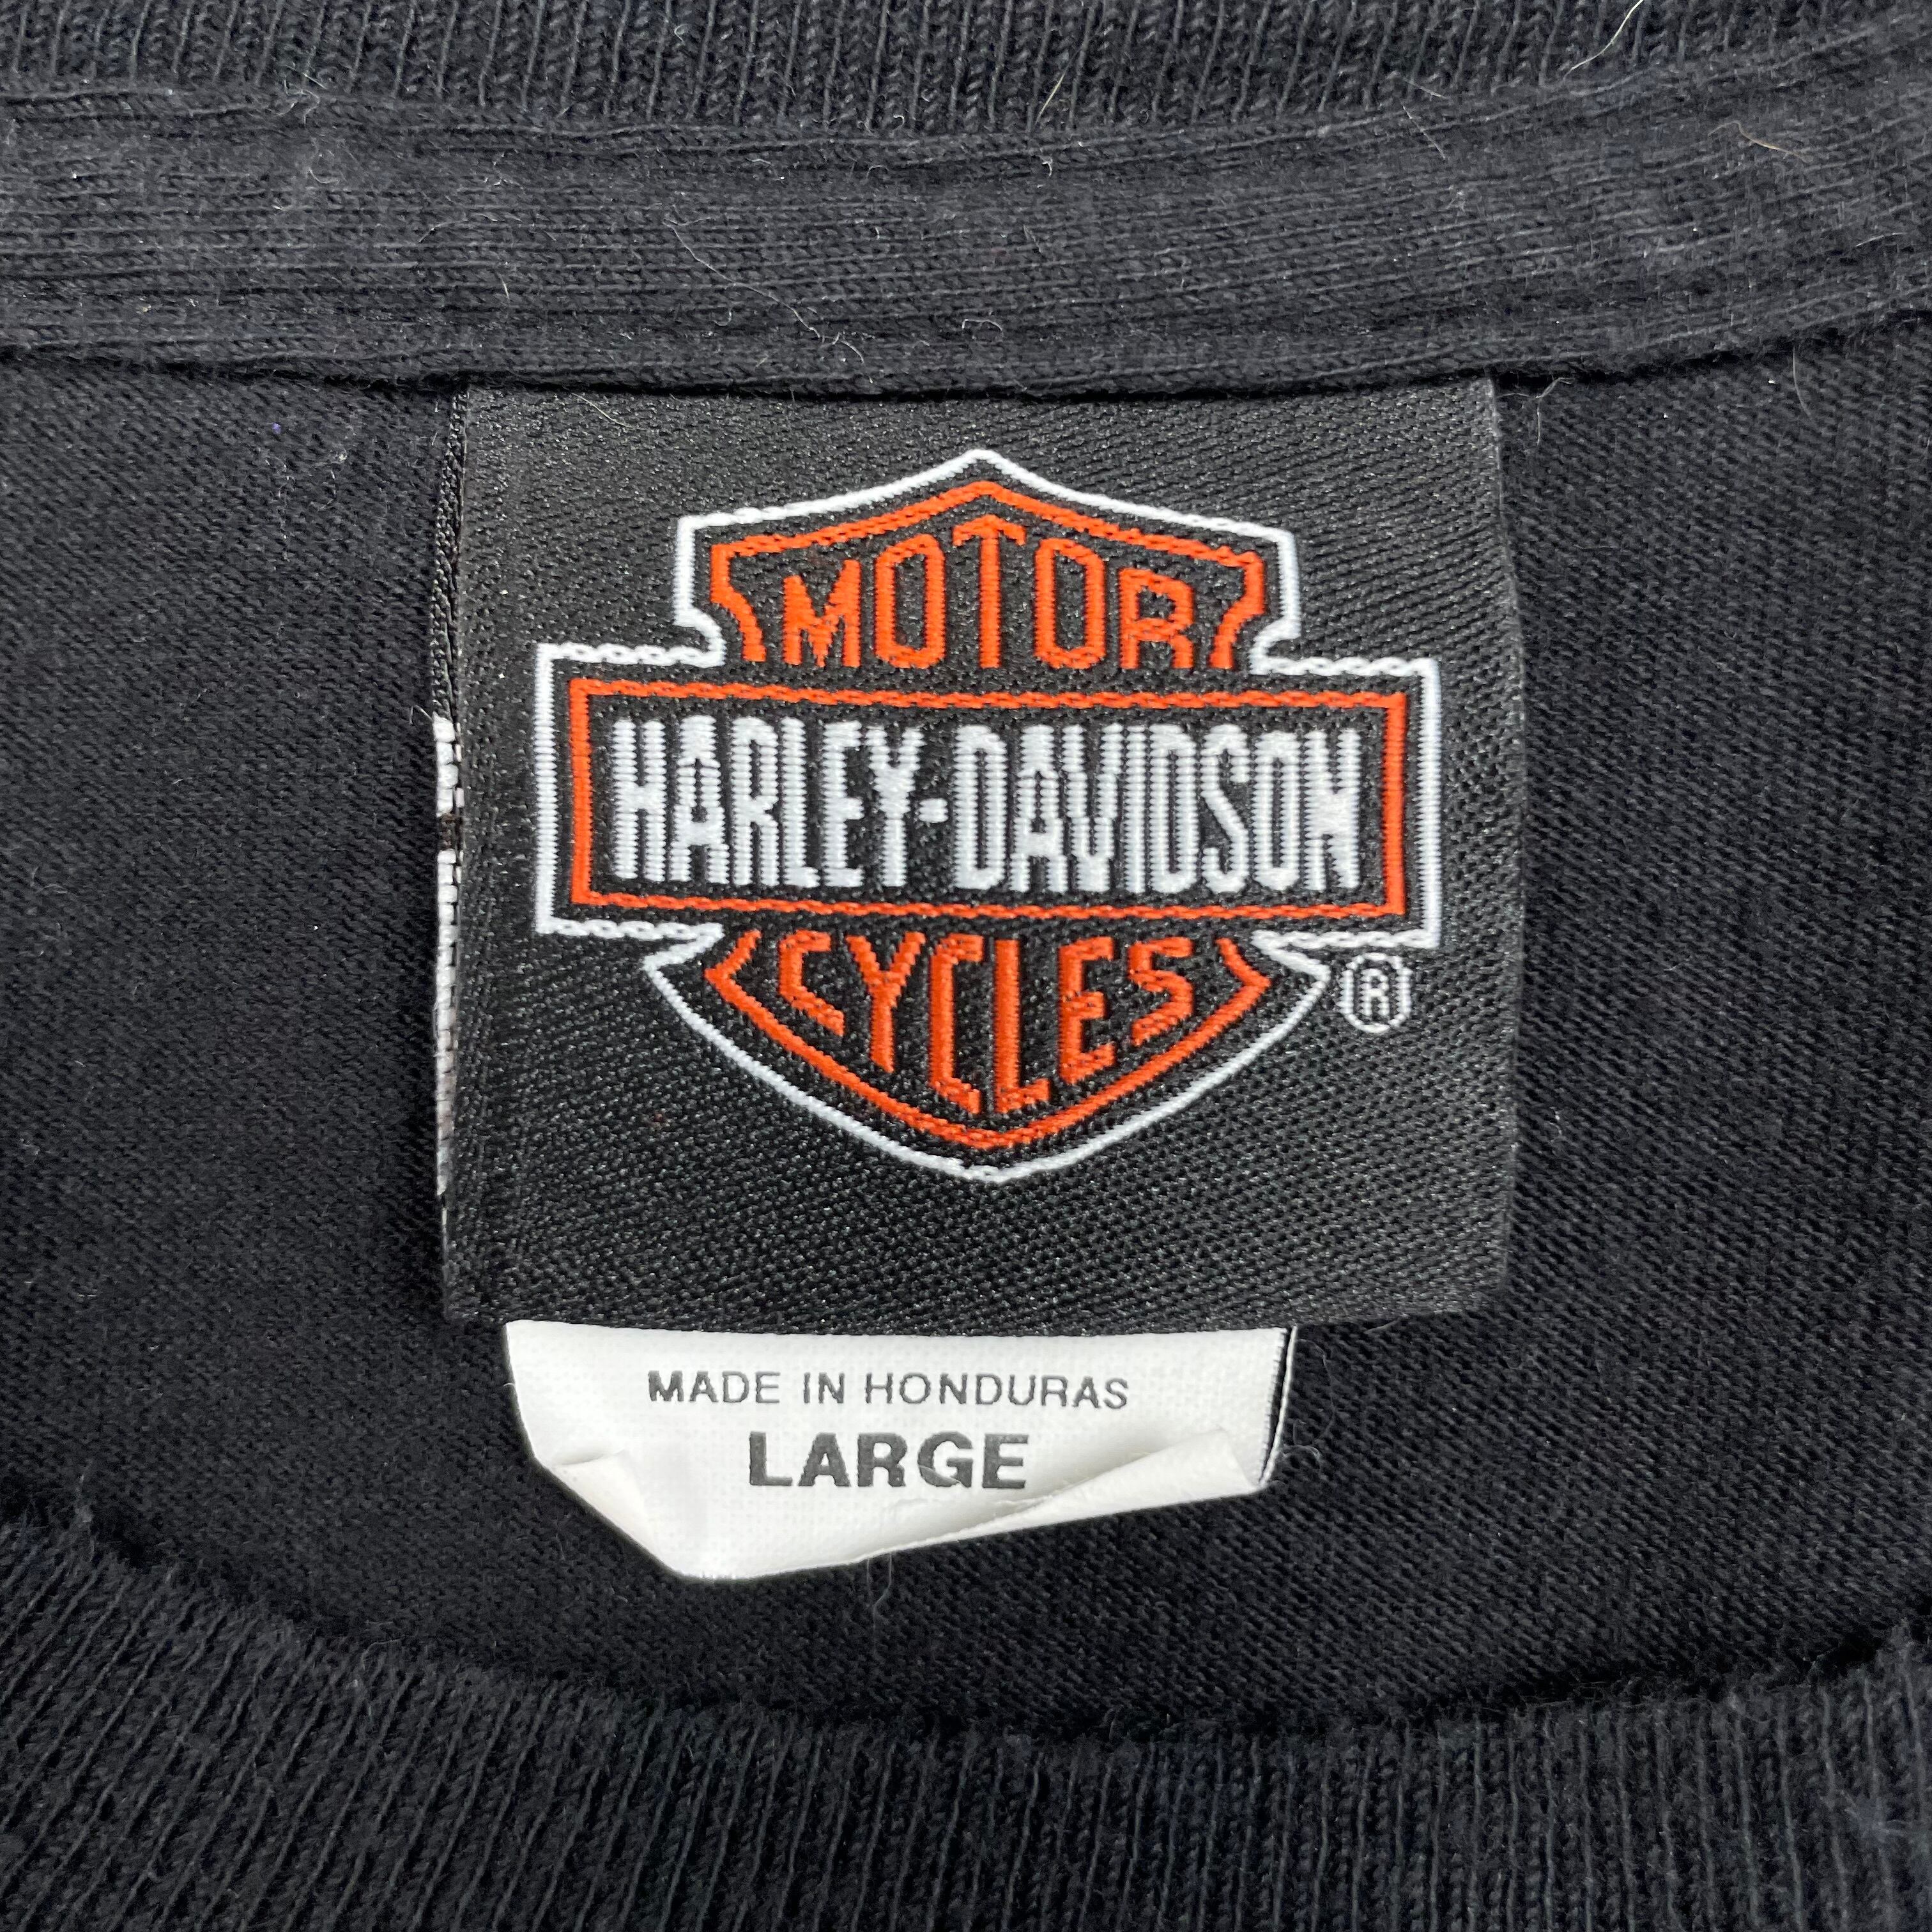 MOTOR
HARLEY-DAVIDSON
CYCLES
®
MADE IN HONDURAS
LARGE